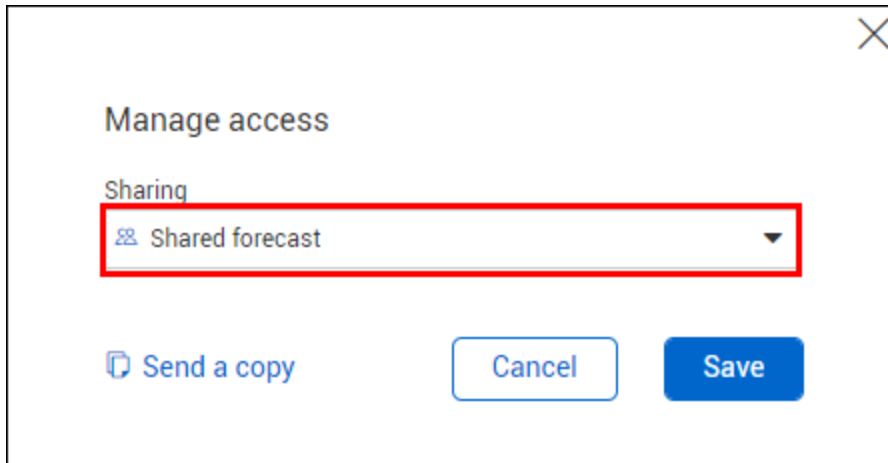 Manage access
Sharing
Shared forecast
Send a copy
Cancel
Save